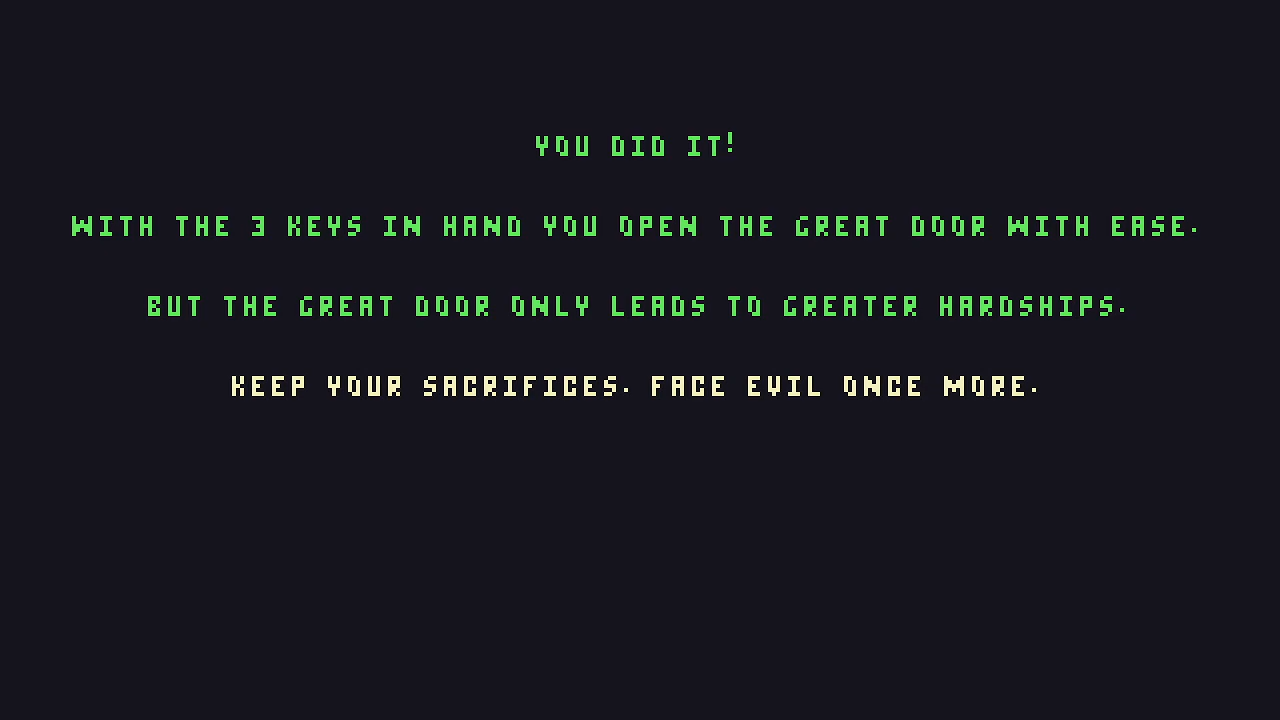 YOU DID IT!
WITH THE 3 KEYS IN HAND YOU OPEN THE GREAT DOOR WITH EASE.
BUT THE GREAT DOOR ONLY LEADS TO GREATER HARDSHIPS.
KEEP YOUR SACRIFICES. FACE EVIL ONCE MORE.